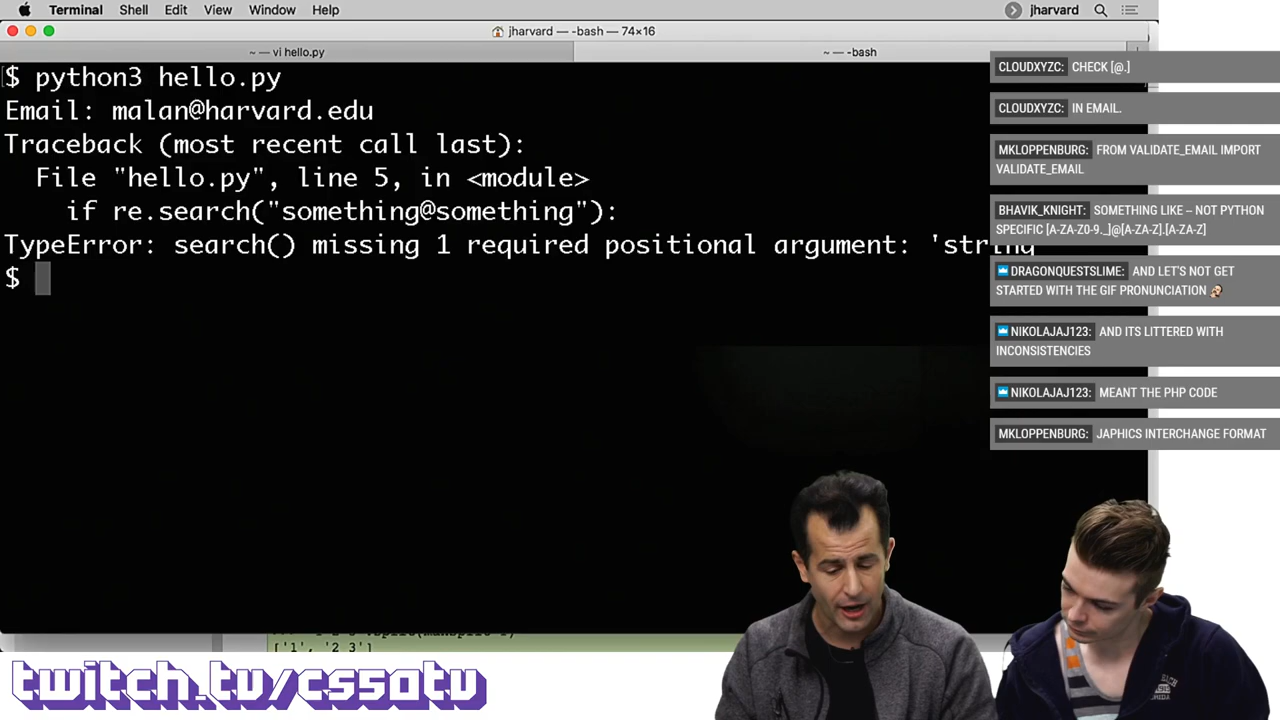 Terminal Shell Edit View Window Help
jharvard
jharvard — -bash — 74×16
~ — vi hello.py
~ — -bash
$ python3 hello.py
Email: malan@harvard.edu
Traceback (most recent call last):
File "hello.py", line 5, in <module>
if re.search("something@something"):
TypeError: search() missing 1 required positional argument: 'string
$
CLOUDXYZC: CHECK [@.]
CLOUDXYZC: IN EMAIL.
MKLOPPENBURG: FROM VALIDATE_EMAIL IMPORT
VALIDATE_EMAIL
BHAVIK_KNIGHT: SOMETHING LIKE – NOT PYTHON
SPECIFIC [A-ZA-Z0-9._]@[A-ZA-Z].[A-ZA-Z]
DRAGONQUESTSLIME: AND LET'S NOT GET
STARTED WITH THE GIF PRONUNCIATION
NIKOLAJAJ123: AND ITS LITTERED WITH
INCONSISTENCIES
NIKOLAJAJ123: MEANT THE PHP CODE
MKLOPPENBURG: JAPHICS INTERCHANGE FORMAT
['1', '2 3']
twitch.tv/cs50tv